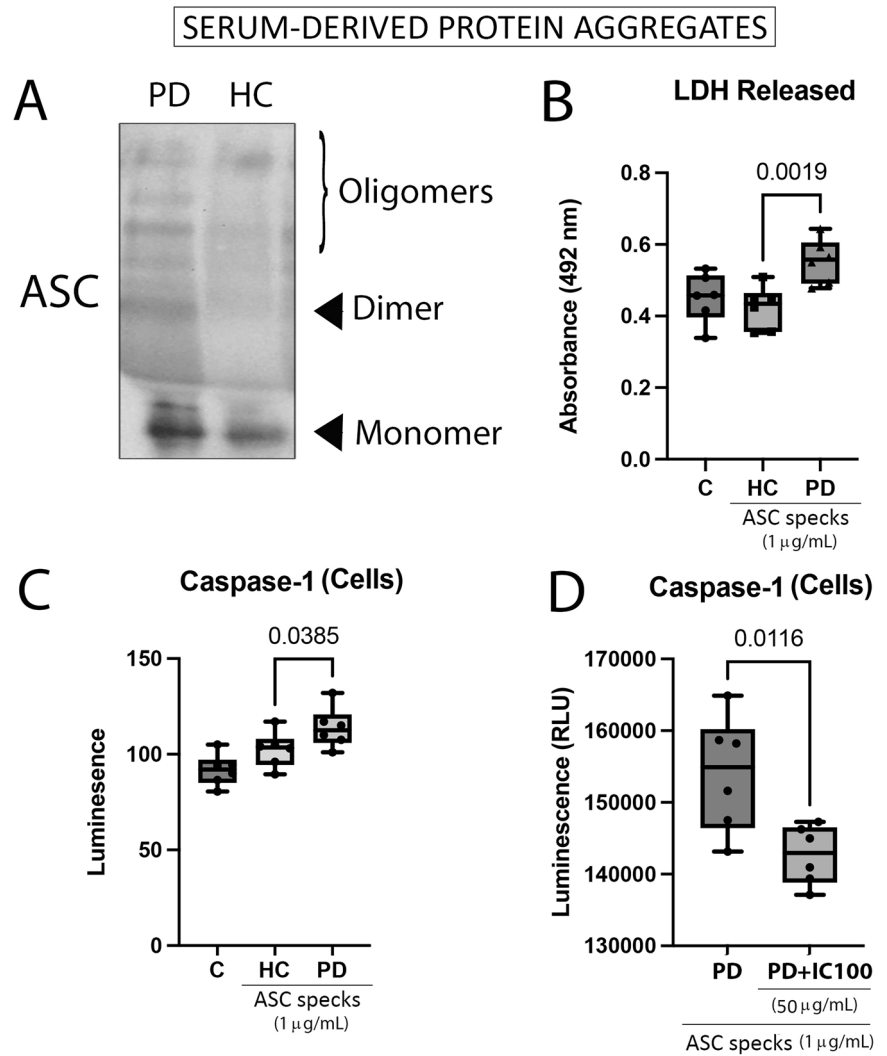 SERUM-DERIVED PROTEIN AGGREGATES
A
PD HC
Oligomers
ASC
Dimer
Monomer
B
LDH Released
0.0019
0.8
0.6
0.4
0.2
0.0
Absorbance (492 nm)
C HC PD
ASC specks
(1 μg/mL)
C
Caspase-1 (Cells)
0.0385
150
100
50
0
Luminesence
C HC PD
ASC specks
(1 μg/mL)
D
Caspase-1 (Cells)
0.0116
170000
160000
150000
140000
130000
Luminescence (RLU)
PD PD+IC100
(50 μg/mL)
ASC specks (1 μg/mL)